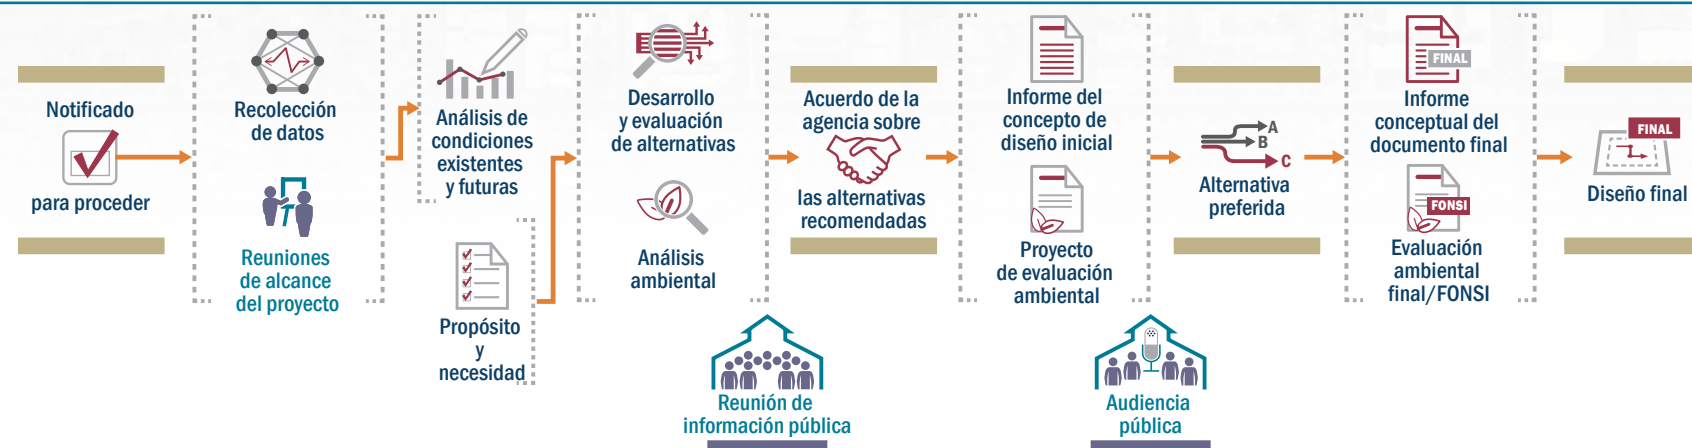 Notificado
para proceder
Recolección
de datos
Reuniones
de alcance
del proyecto
Análisis de
condiciones
existentes
y futuras
Propósito
y
necesidad
Desarrollo
y evaluación
de alternativas
Análisis
ambiental
Reunión de
información pública
Acuerdo de la
agencia sobre
las alternativas
recomendadas
Informe del
concepto de
diseño inicial
Proyecto
de evaluación
ambiental
Audiencia
pública
A
B
C
Alternativa
preferida
FINAL
Informe
conceptual del
documento final
FONSI
Evaluación
ambiental
final/FONSI
FINAL
Diseño final